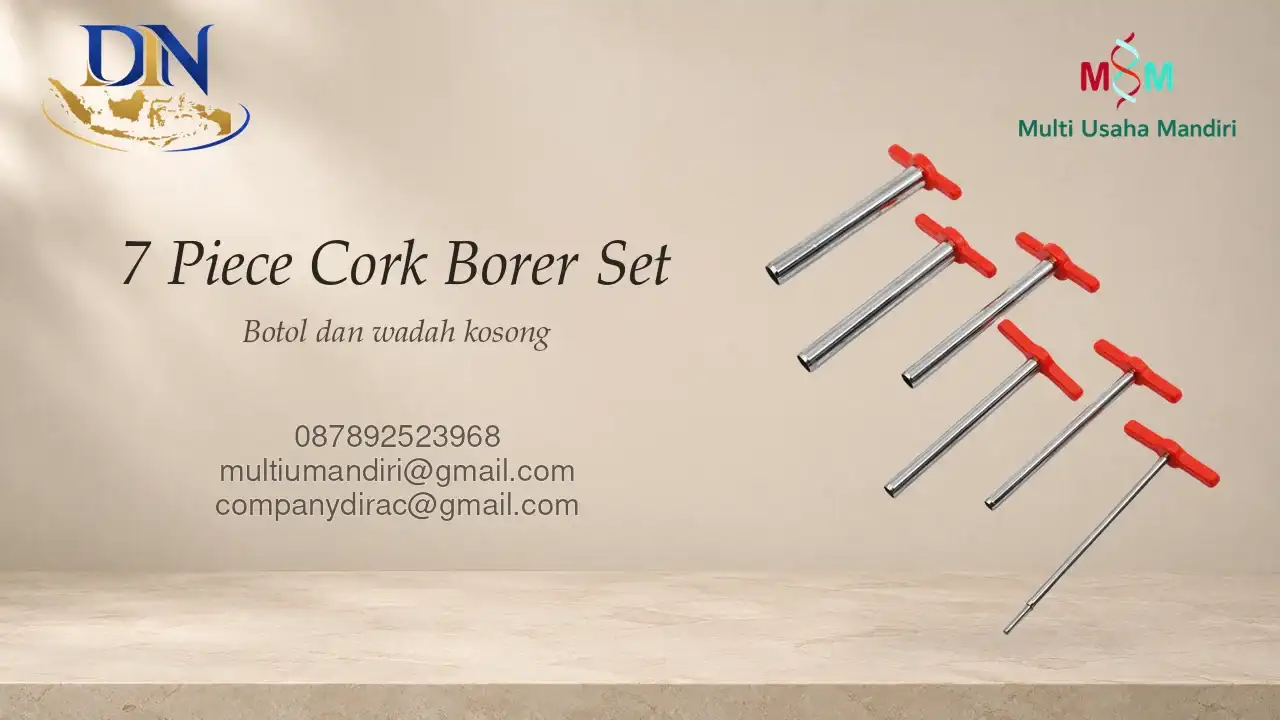 DIN
MSM
Multi Usaha Mandiri
7 Piece Cork Borer Set
Botol dan wadah kosong
087892523968
multiumandiri@gmail.com
companydirac@gmail.com